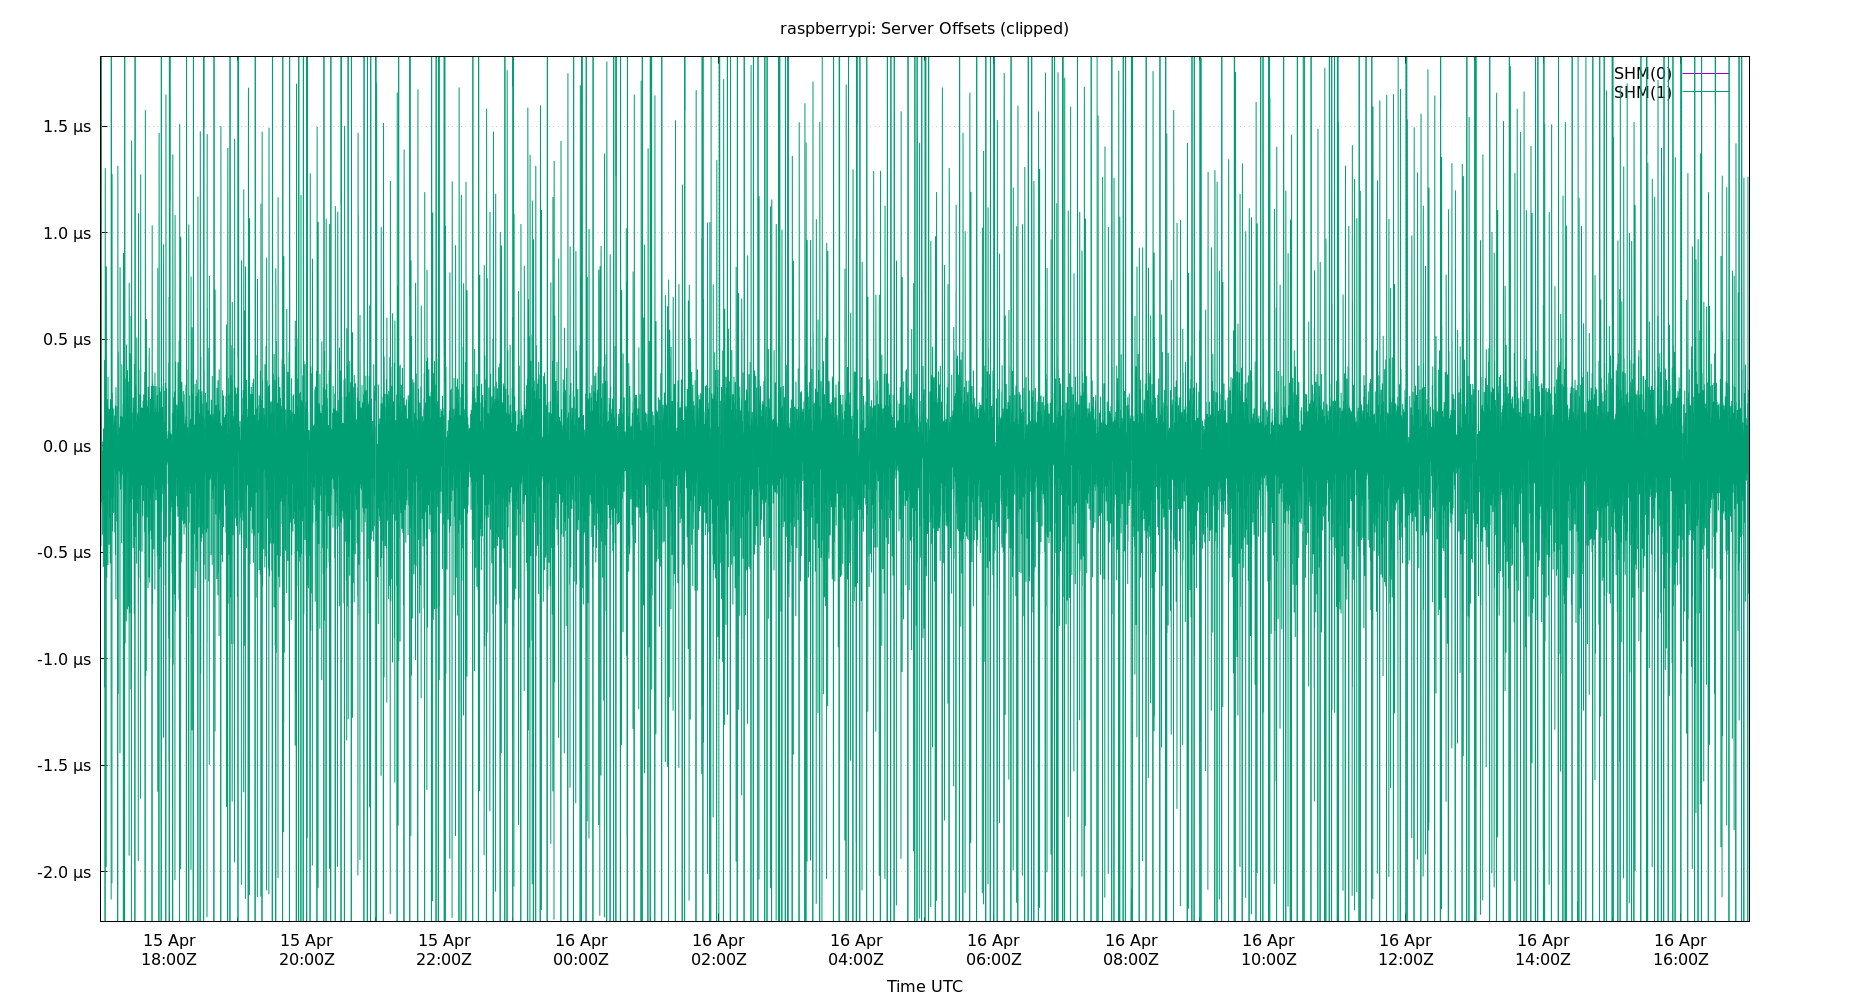 raspberrypi: Server Offsets (clipped)
SHM(0)
SHM(1)
1.5 µs
1.0 µs
0.5 µs
0.0 µs
-0.5 µs
-1.0 µs
-1.5 µs
-2.0 µs
15 Apr 15 Apr 15 Apr 16 Apr 16 Apr 16 Apr 16 Apr 16 Apr 16 Apr 16 Apr 16 Apr 16 Apr
18:00Z 20:00Z 22:00Z 00:00Z 02:00Z 04:00Z 06:00Z 08:00Z 10:00Z 12:00Z 14:00Z 16:00Z
Time UTC